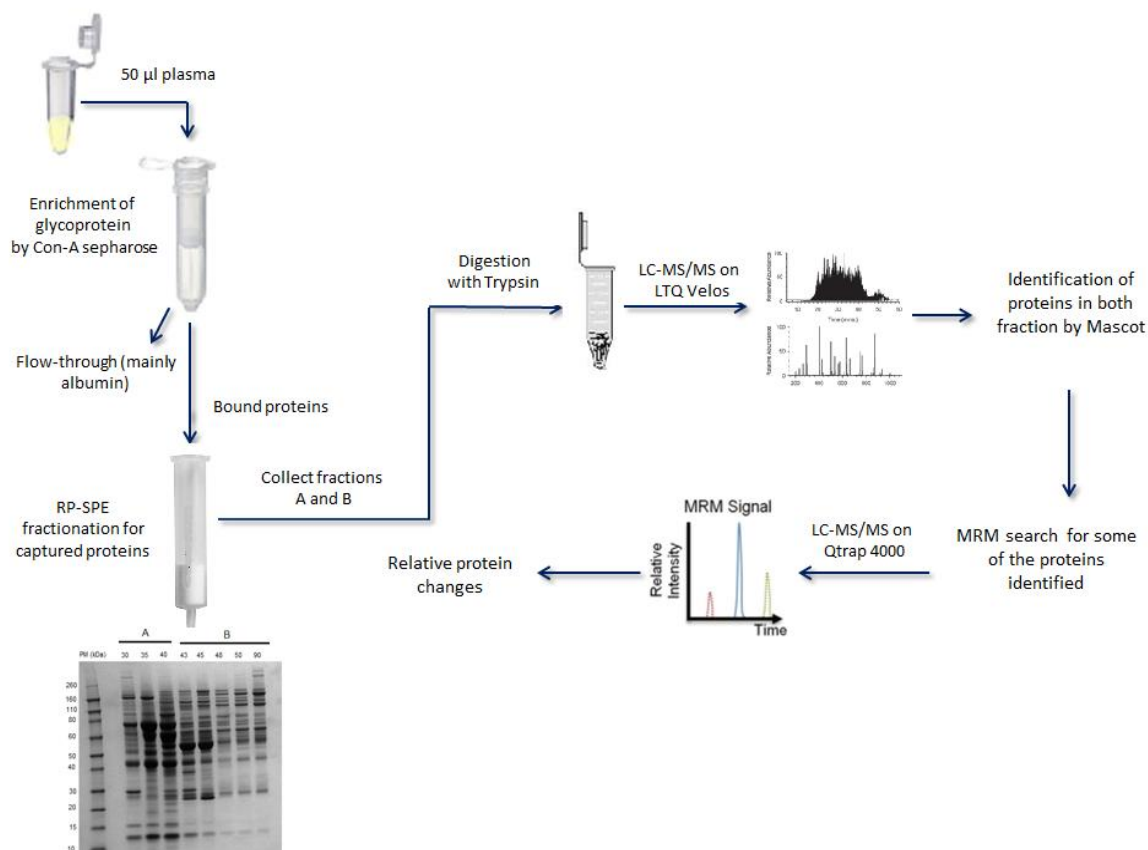 50 µl plasma
Enrichment of
glycoprotein
by Con-A sepharose
Flow-through (mainly
albumin)
Bound proteins
RP-SPE
fractionation for
captured proteins
Collect fractions
A and B
Digestion
with Trypsin
LC-MS/MS on
LTQ Velos
Time (min)
Identification of
proteins in both
fraction by Mascot
MRM search for some
of the proteins
identified
LC-MS/MS on
Qtrap 4000
MRM Signal
Relative
Intensity
Time
Relative protein
changes
A B
PM (kDa) 30 35 40 43 45 48 50 90
260
160
110
80
60
50
40
30
20
15
10